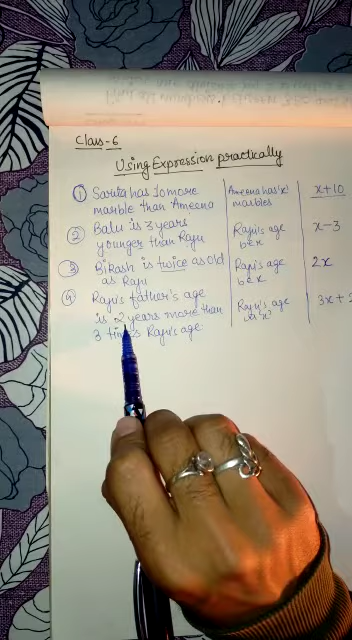 Class-6
Using Expression practically
① Sarita has 10 more marble than Ameena
Ameena has 'x' marbles
x+10
② Balu is 3 years younger than Raju
Raju's age be x
x-3
③ Bikash is twice as old as Raju
Raju's age be x
2x
④ Raju's father's age is 2 years more than 3 times Raju's age
Raju's age
3x+2